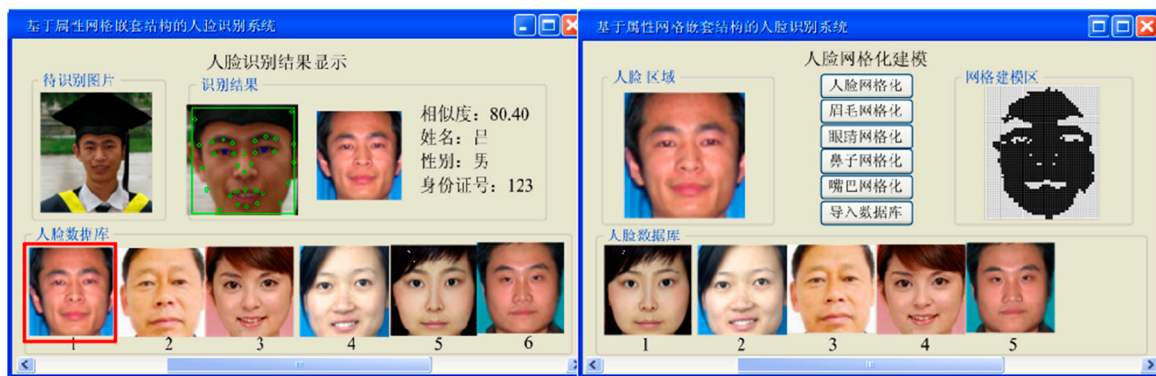 基于属性网格嵌套结构的人脸识别系统
人脸识别结果显示
待识别图片
识别结果
相似度：80.40
姓名：吕
性别：男
身份证号：123
人脸数据库
1 2 3 4 5 6
基于属性网格嵌套结构的人脸识别系统
人脸网格化建模
人脸 区域
人脸网格化
眉毛网格化
眼睛网格化
鼻子网格化
嘴巴网格化
导入数据库
网格建模区
人脸数据库
1 2 3 4 5